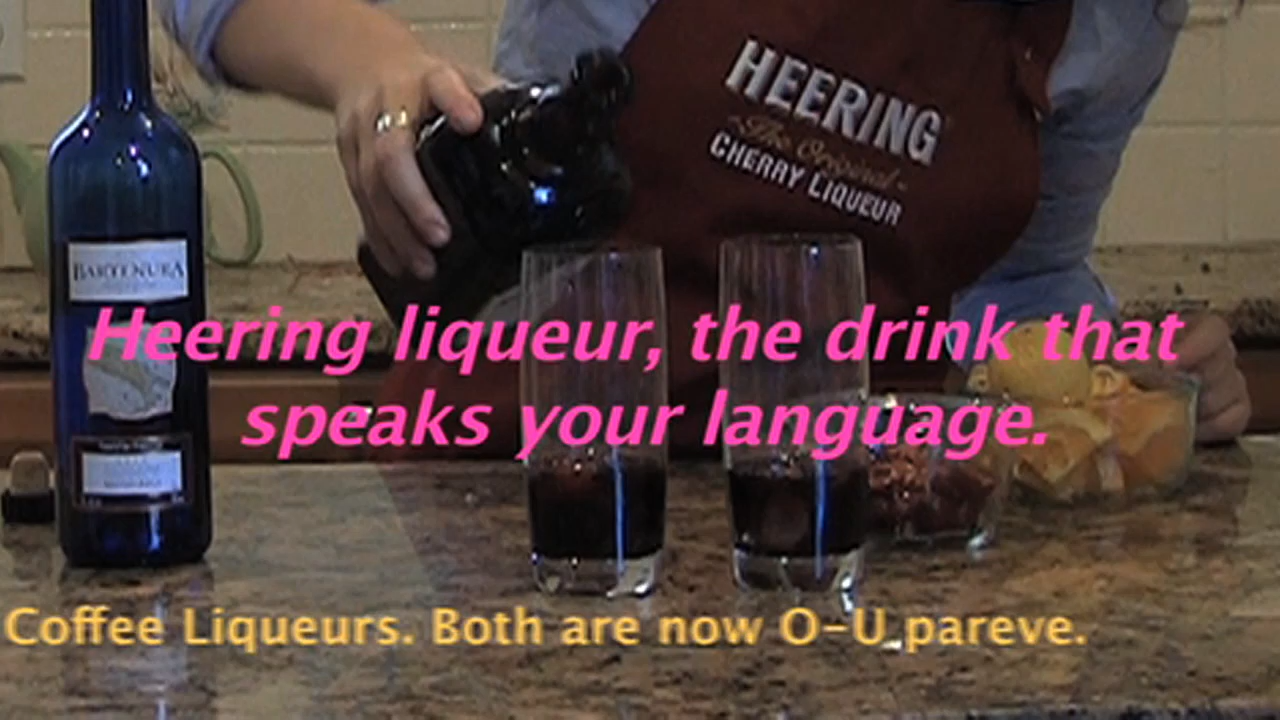 HEERING
The Original
CHERRY LIQUEUR
BARTENURA
Heering liqueur, the drink that
speaks your language.
Coffee Liqueurs. Both are now O-U pareve.